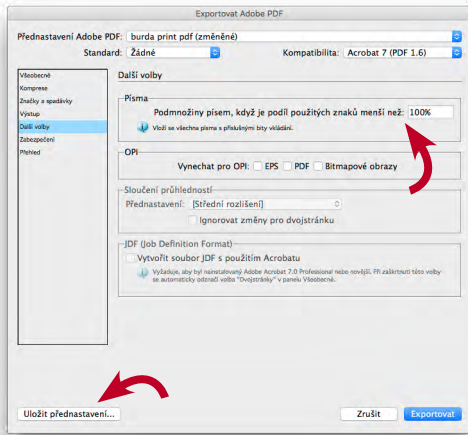 Exportovat Adobe PDF
Přednastavení Adobe PDF: burda print pdf (změněné)
Standard: Žádné Kompatibilita: Acrobat 7 (PDF 1.6)
Všeobecné
Komprese
Značky a spadávky
Výstup
Další volby
Zabezpečení
Přehled
Další volby
Písma
Podmnožiny písem, když je podíl použitých znaků menší než: 100%
Vloží se všechna písma s příslušnými bity vkládání.
OPI
Vynechat pro OPI: EPS PDF Bitmapové obrazy
Sloučení průhledností
Přednastavení: [Střední rozlišení]
Ignorovat změny pro dvojstránku
JDF (Job Definition Format)
Vytvořit soubor JDF s použitím Acrobatu
Vyžaduje, aby byl neinstalovaný Adobe Acrobat 7.0 Professional nebo novější. Při zaškrtnutí této volby
se automaticky odznačí volba "Dvojstránky" v panelu Všeobecné.
Uložit přednastavení... Zrušit Exportovat